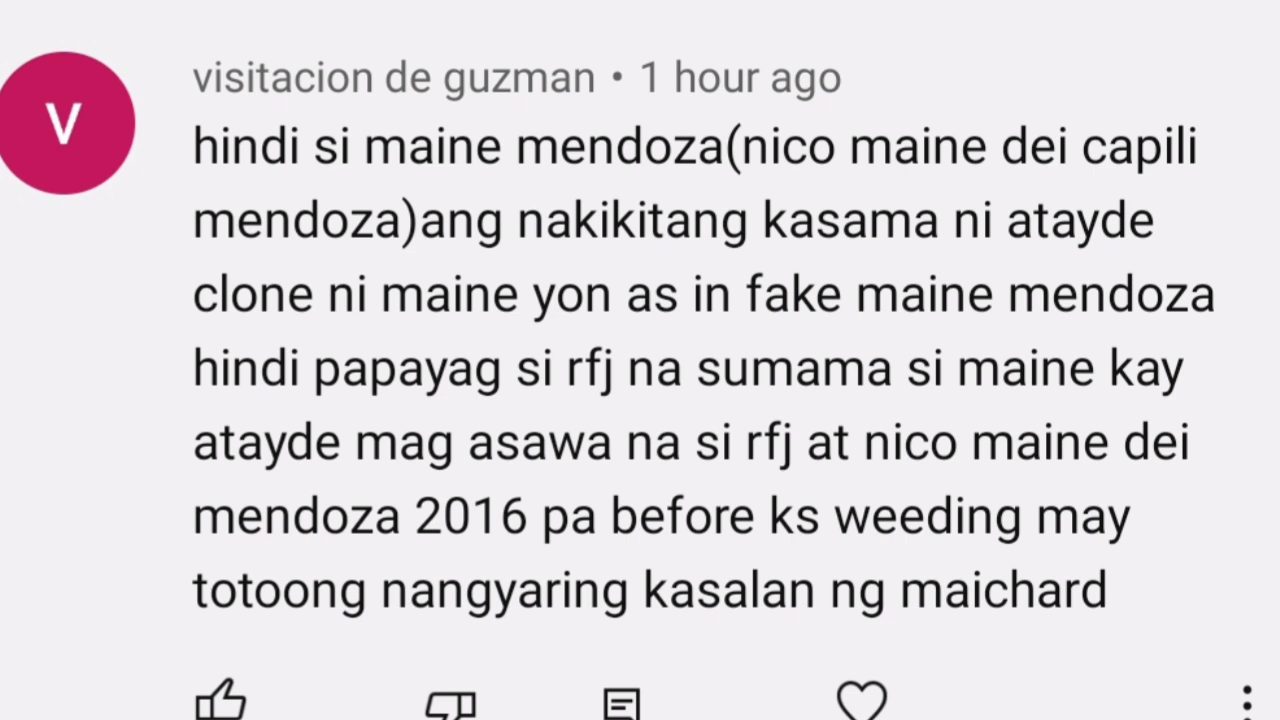 V
visitacion de guzman • 1 hour ago
hindi si maine mendoza(nico maine dei capili
mendoza)ang nakikitang kasama ni atayde
clone ni maine yon as in fake maine mendoza
hindi papayag si rfj na sumama si maine kay
atayde mag asawa na si rfj at nico maine dei
mendoza 2016 pa before ks weeding may
totoong nangyaring kasalan ng maichard